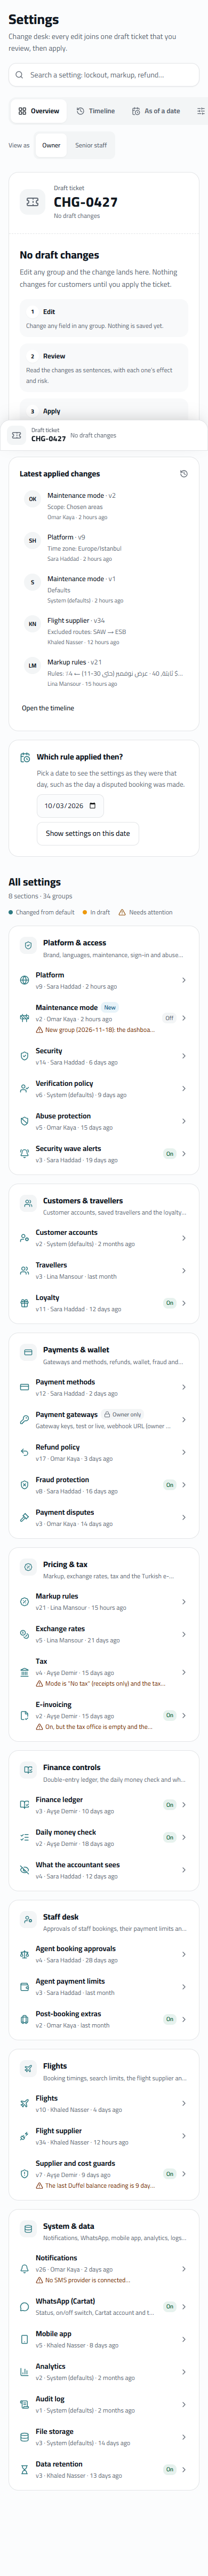 Settings
Change desk: every edit joins one draft ticket that you
review, then apply.
Search a setting: lockout, markup, refund...
Overview
Timeline
As of a date
View as
Owner
Senior staff
Draft ticket
CHG-0427
No draft changes
No draft changes
Edit any group and the change lands here. Nothing
changes for customers until you apply the ticket.
1 Edit
Change any field in any group. Nothing is saved yet.
2 Review
Read the changes as sentences, with each one's effect
and risk.
3 Apply
Draft ticket
CHG-0427 No draft changes
Latest applied changes
OK Maintenance mode · v2
Scope: Chosen areas
Omar Kaya · 2 hours ago
SH Platform · v9
Time zone: Europe/Istanbul
Sara Haddad · 2 hours ago
S Maintenance mode · v1
Defaults
System (defaults) · 2 hours ago
KN Flight supplier · v34
Excluded routes: SAW → ESB
Khaled Nasser · 12 hours ago
LM Markup rules · v21
Lina Mansour · 15 hours ago
Open the timeline
Which rule applied then?
Pick a date to see the settings as they were that
day, such as the day a disputed booking was made.
10/03/2026
Show settings on this date
All settings
8 sections · 34 groups
Changed from default
In draft
Needs attention
Platform & access
Brand, languages, maintenance, sign-in and abuse...
Platform
v9 · Sara Haddad · 2 hours ago
Maintenance mode New
v2 · Omar Kaya · 2 hours ago
Off
New group (2026-11-18): the dashboa...
Security
v14 · Sara Haddad · 6 days ago
Verification policy
v6 · System (defaults) · 9 days ago
Abuse protection
v5 · Omar Kaya · 15 days ago
Security wave alerts
v3 · Sara Haddad · 19 days ago
On
Customers & travellers
Customer accounts, saved travellers and the loyalty...
Customer accounts
v2 · System (defaults) · 2 months ago
Travellers
v3 · Lina Mansour · last month
Loyalty
v11 · Sara Haddad · 12 days ago
On
Payments & wallet
Gateways and methods, refunds, wallet, fraud and...
Payment methods
v12 · Sara Haddad · 2 days ago
Payment gateways Owner only
Gateway keys, test or live, webhook URL (owner ...
Refund policy
v17 · Omar Kaya · 3 days ago
Fraud protection
v8 · Sara Haddad · 16 days ago
On
Payment disputes
v3 · Omar Kaya · 14 days ago
Pricing & tax
Markup, exchange rates, tax and the Turkish e-...
Markup rules
v21 · Lina Mansour · 15 hours ago
Exchange rates
v5 · Lina Mansour · 21 days ago
Tax
v4 · Ayşe Demir · 15 days ago
Mode is "No tax" (receipts only) and the tax...
E-invoicing
v2 · Ayşe Demir · 15 days ago
On
On, but the tax office is empty and the...
Finance controls
Double-entry ledger, the daily money check and wh...
Finance ledger
v3 · Ayşe Demir · 10 days ago
On
Daily money check
v2 · Ayşe Demir · 18 days ago
On
What the accountant sees
v4 · Sara Haddad · 12 days ago
Staff desk
Approvals of staff bookings, their payment limits an...
Agent booking approvals
v4 · Sara Haddad · 28 days ago
Agent payment limits
v3 · Sara Haddad · last month
Post-booking extras
v2 · Omar Kaya · last month
On
Flights
Booking timings, search limits, the flight supplier an...
Flights
v10 · Khaled Nasser · 4 days ago
Flight supplier
v34 · Khaled Nasser · 12 hours ago
Supplier and cost guards
v7 · Ayşe Demir · 9 days ago
On
The last Duffel balance reading is 9 day...
System & data
Notifications, WhatsApp, mobile app, analytics, logs...
Notifications
v26 · Omar Kaya · 2 days ago
On
No SMS provider is connected...
WhatsApp (Cartat)
Status, on/off switch, Cartat account and t...
On
Mobile app
v5 · Khaled Nasser · 8 days ago
Analytics
v2 · System (defaults) · 2 months ago
Audit log
v1 · System (defaults) · 2 months ago
File storage
v3 · System (defaults) · 14 days ago
Data retention
v3 · Khaled Nasser · 13 days ago
On